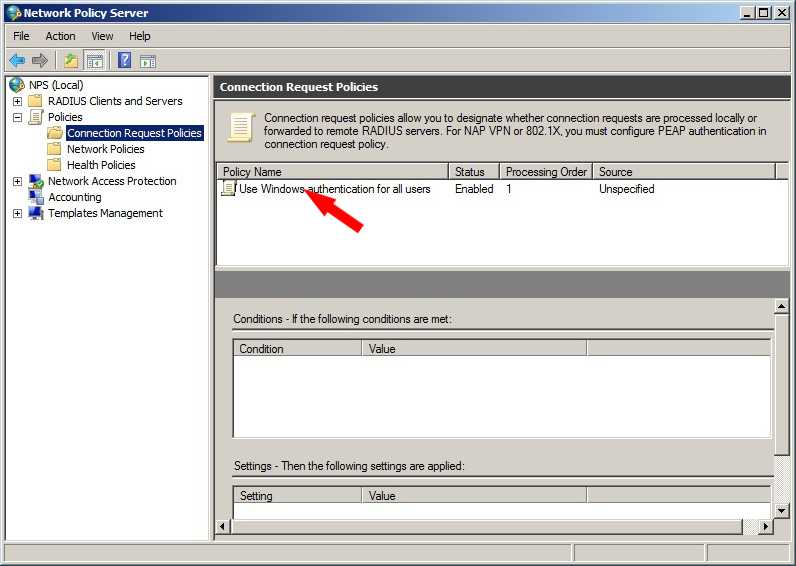 Network Policy Server
File Action View Help
NPS (Local)
RADIUS Clients and Servers
Policies
Connection Request Policies
Network Policies
Health Policies
Network Access Protection
Accounting
Templates Management
Connection Request Policies
Connection request policies allow you to designate whether connection requests are processed locally or
forwarded to remote RADIUS servers. For NAP VPN or 802.1X, you must configure PEAP authentication in
connection request policy.
Policy Name Status Processing Order Source
Use Windows authentication for all users Enabled 1 Unspecified
Conditions - If the following conditions are met:
Condition Value
Settings - Then the following settings are applied:
Setting Value